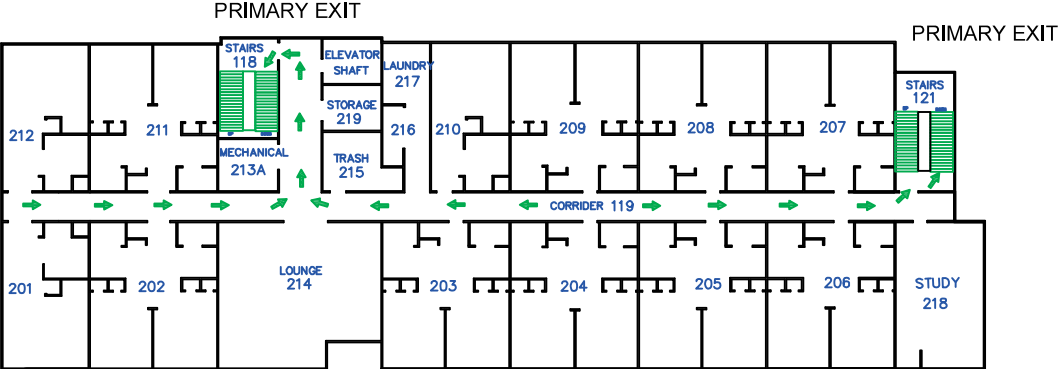 PRIMARY EXIT
PRIMARY EXIT
STAIRS
118
ELEVATOR
SHAFT
LAUNDRY
217
STAIRS
121
STORAGE
219
212
211
216
210
209
208
207
MECHANICAL
213A
TRASH
215
CORRIDER 119
LOUNGE
214
201
202
203
204
205
206
STUDY
218